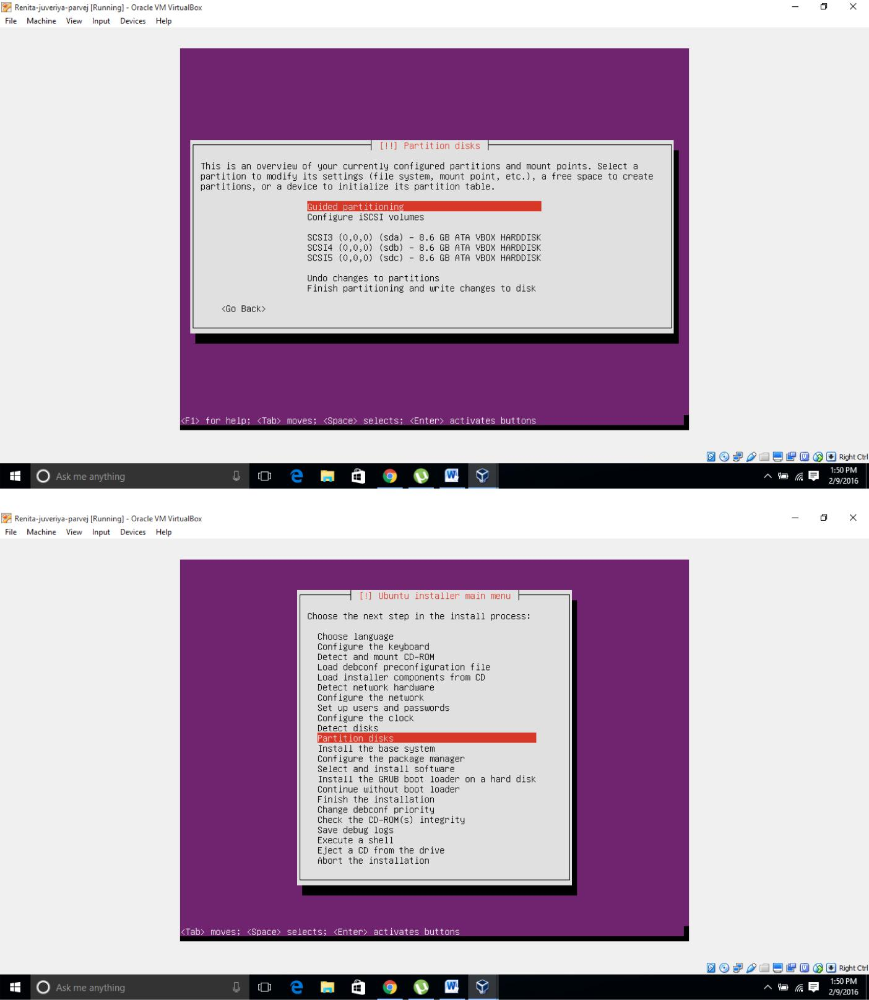 Renita-juveriya-parvej [Running] - Oracle VM VirtualBox
File Machine View Input Devices Help
[!!] Partition disks
This is an overview of your currently configured partitions and mount points. Select a
partition to modify its settings (file system, mount point, etc.), a free space to create
partitions, or a device to initialize its partition table.
Guided partitioning
Configure iSCSI volumes
SCSI3 (0,0,0) (sda) - 8.6 GB ATA VBOX HARDDISK
SCSI4 (0,0,0) (sdb) - 8.6 GB ATA VBOX HARDDISK
SCSI5 (0,0,0) (sdc) - 8.6 GB ATA VBOX HARDDISK
Undo changes to partitions
Finish partitioning and write changes to disk
<Go Back>
<F1> for help; <Tab> moves; <Space> selects; <Enter> activates buttons
Right Ctrl
Ask me anything
1:50 PM
2/9/2016
Renita-juveriya-parvej [Running] - Oracle VM VirtualBox
File Machine View Input Devices Help
[!] Ubuntu installer main menu
Choose the next step in the install process:
Choose language
Configure the keyboard
Detect and mount CD-ROM
Load debconf preconfiguration file
Load installer components from CD
Detect network hardware
Configure the network
Set up users and passwords
Configure the clock
Detect disks
Partition disks
Install the base system
Configure the package manager
Select and install software
Install the GRUB boot loader on a hard disk
Continue without boot loader
Finish the installation
Change debconf priority
Check the CD-ROM(s) integrity
Save debug logs
Execute a shell
Eject a CD from the drive
Abort the installation
<Tab> moves; <Space> selects; <Enter> activates buttons
Right Ctrl
Ask me anything
1:50 PM
2/9/2016